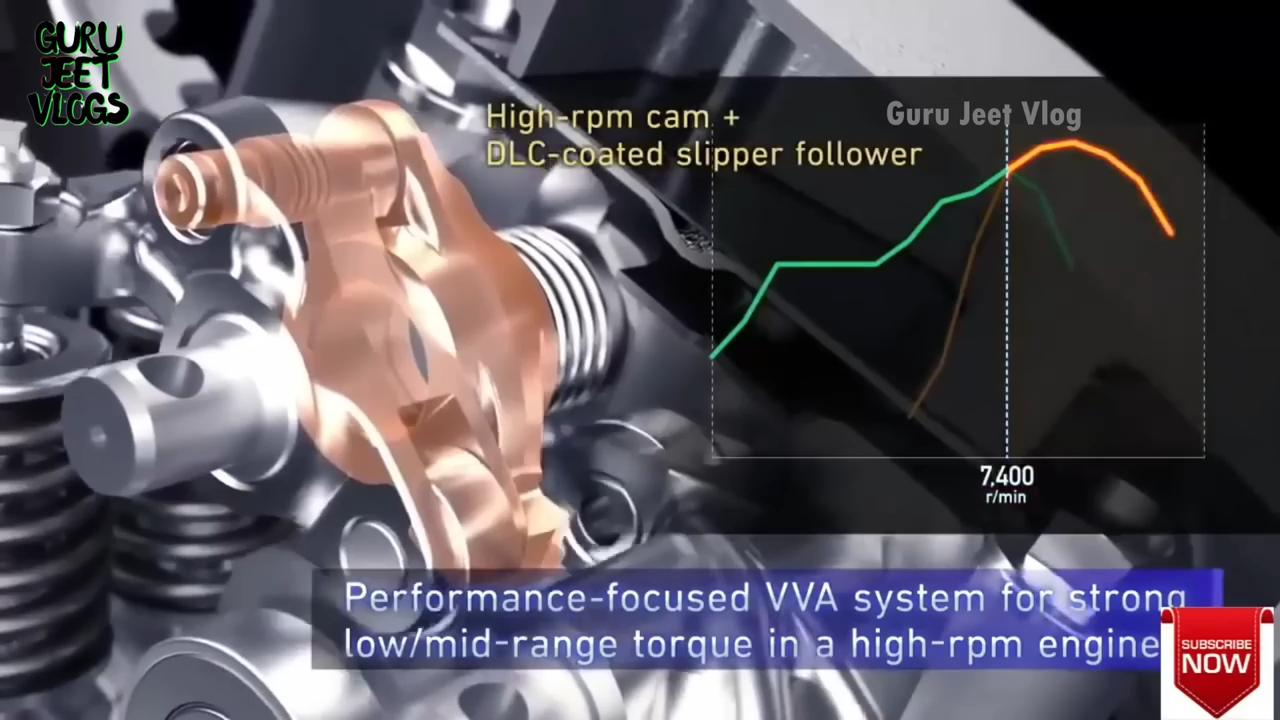 GURU
JEET
VLOGS
High-rpm cam +
DLC-coated slipper follower
Guru Jeet Vlog
7,400
r/min
Performance-focused VVA system for strong
low/mid-range torque in a high-rpm engine
SUBSCRIBE
NOW